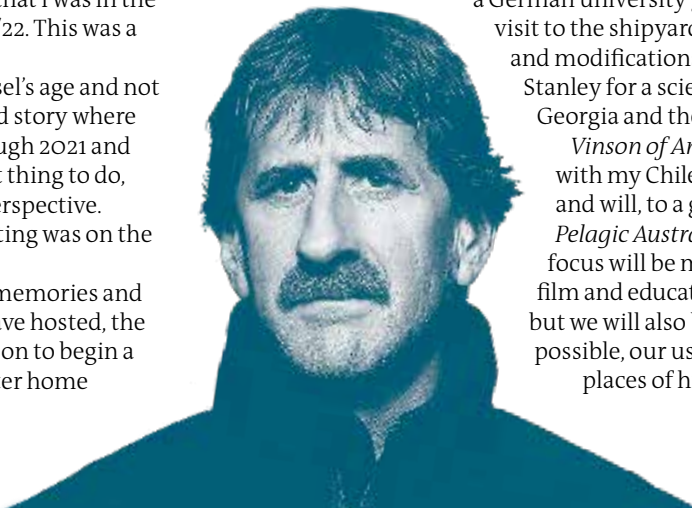 that I was in the
/22. This was a
sel's age and not
d story where
ugh 2021 and
t thing to do,
erspective.
ting was on the
memories and
ave hosted, the
on to begin a
ter home
a German university
visit to the shipyard
and modification
Stanley for a scie
Georgia and the
Vinson of An
with my Chile
and will, to a g
Pelagic Austra
focus will be m
film and educat
but we will also
possible, our us
places of h